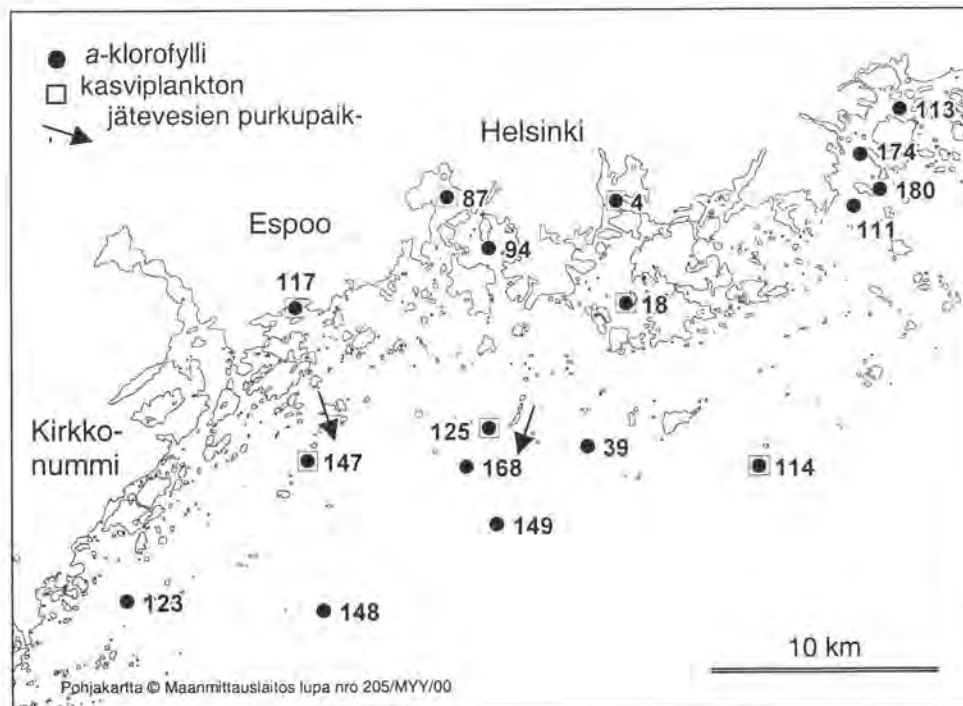 a-klorofylli
kasviplankton
jätevesien purkupaik-
Helsinki
Espoo
Kirkko-
nummi
113
174
180
111
87
4
94
117
18
125
39
147
168
114
149
123
148
10 km
Pohjakartta © Maanmittauslaitos lupa nro 205/MYY/00